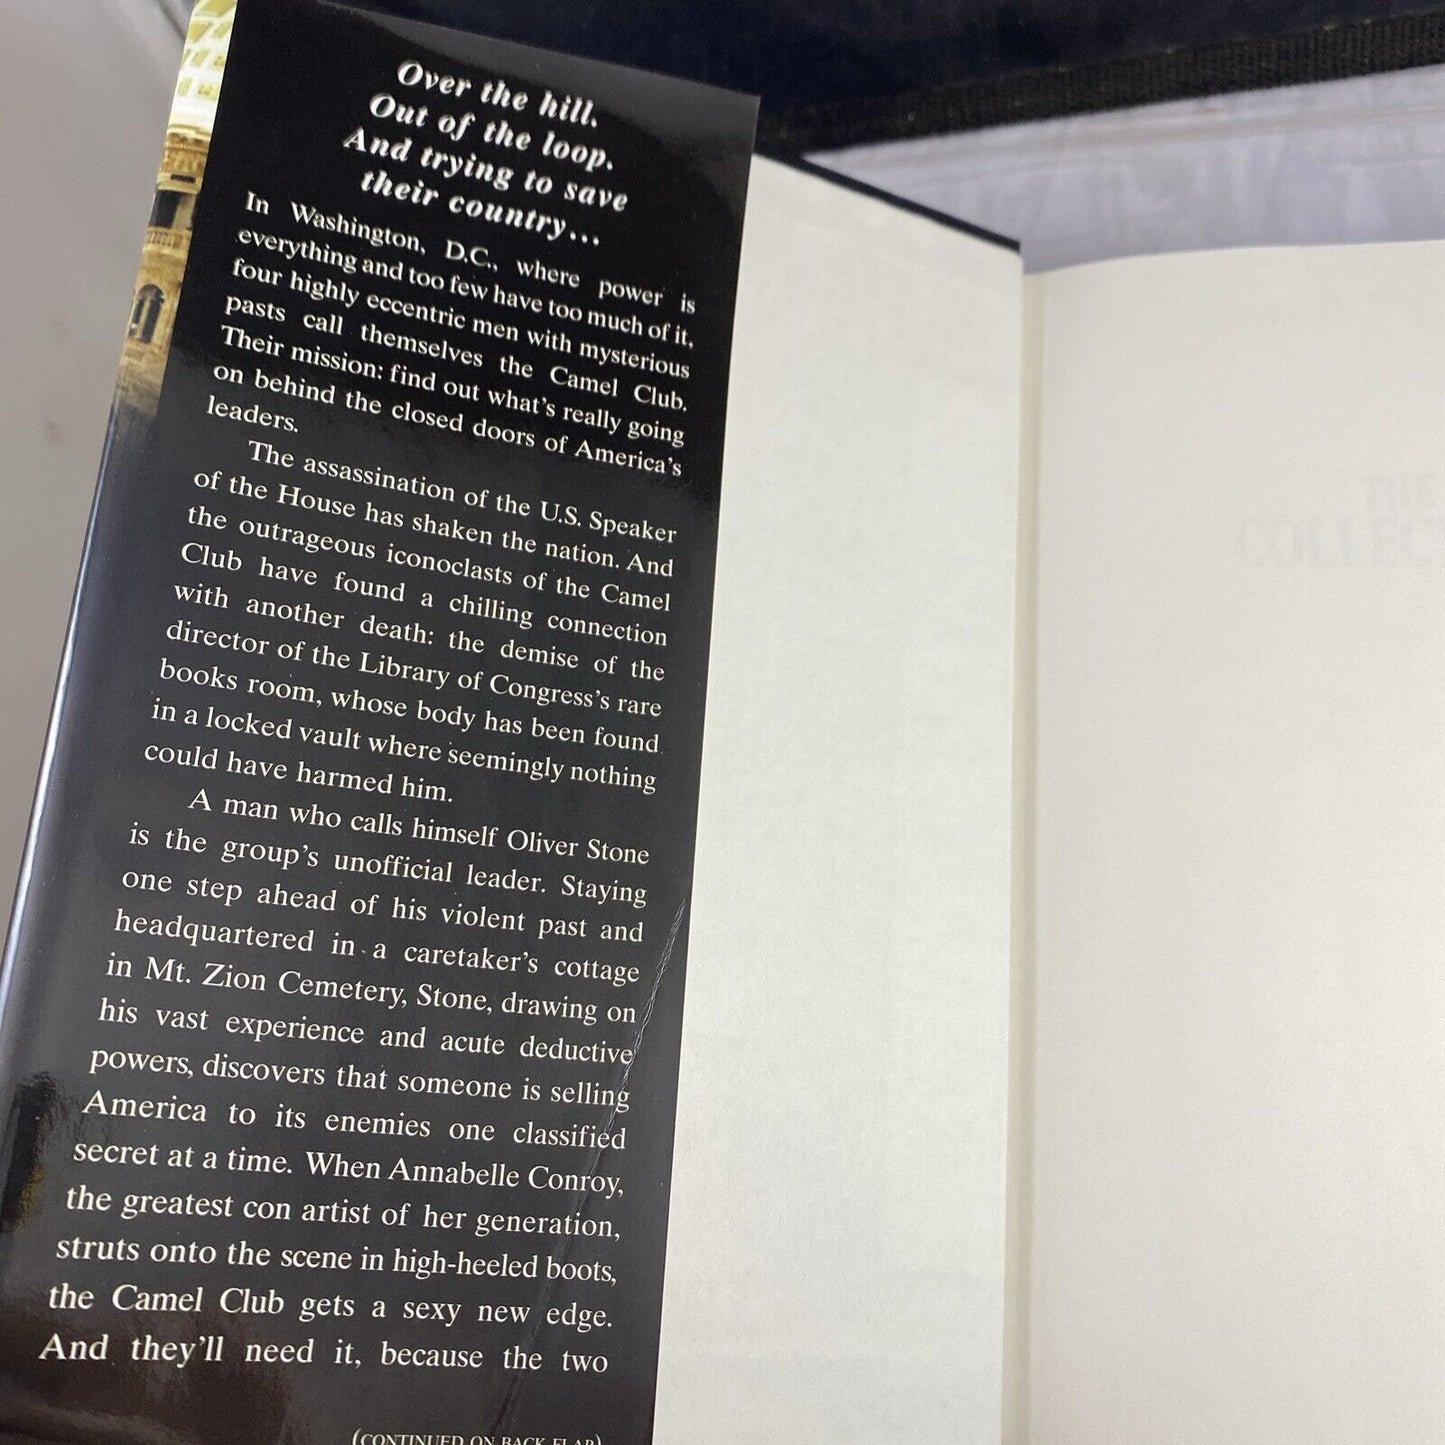 Over the hill.
Out of the loop.
And trying to save
their country...
In Washington, D.C., where power is
everything and too few have too much of it,
four highly eccentric men with mysterious
pasts call themselves the Camel Club.
Their mission: find out what's really going
on behind the closed doors of America's
leaders.
The assassination of the U.S. Speaker
of the House has shaken the nation. And
the outrageous iconoclasts of the Camel
Club have found a chilling connection
with another death: the demise of the
director of the Library of Congress's rare
books room, whose body has been found
in a locked vault where seemingly nothing
could have harmed him.
A man who calls himself Oliver Stone
is the group's unofficial leader. Staying
one step ahead of his violent past and
headquartered in a caretaker's cottage
in Mt. Zion Cemetery, Stone, drawing on
his vast experience and acute deductive
powers, discovers that someone is selling
America to its enemies one classified
secret at a time. When Annabelle Conroy,
the greatest con artist of her generation,
struts onto the scene in high-heeled boots,
the Camel Club gets a sexy new edge.
And they'll need it, because the two
(CONTINUED ON BACK FLAP)
THE
COLLEC